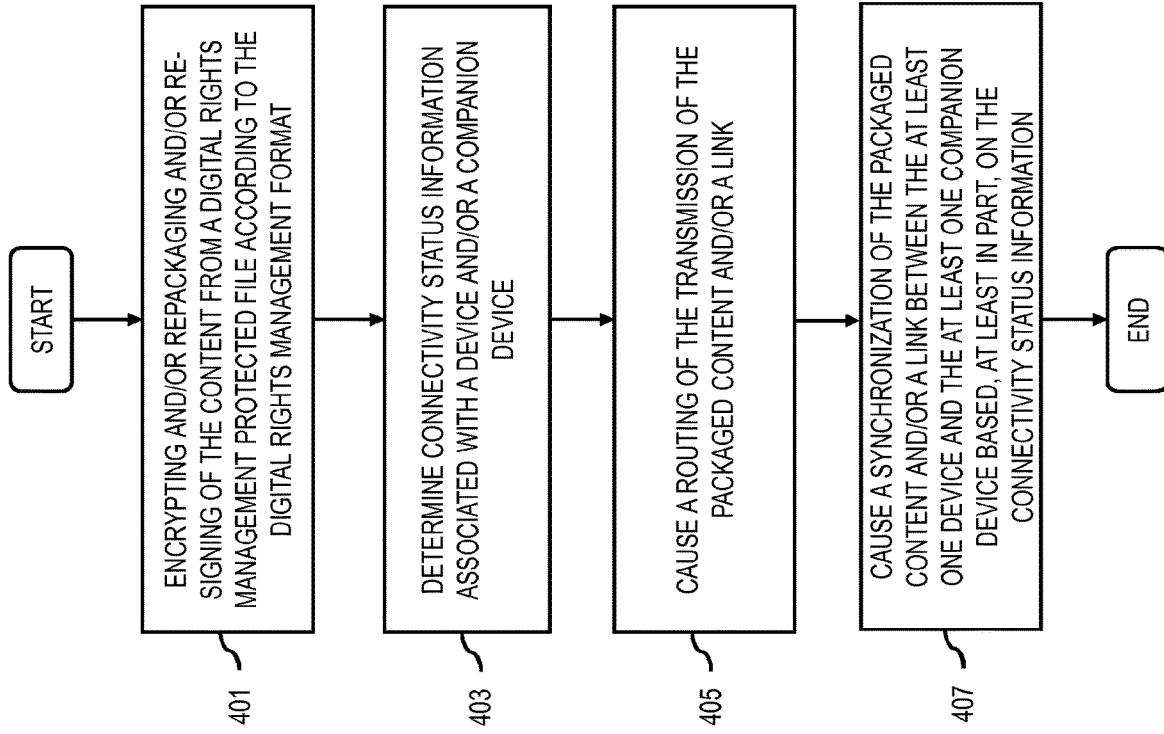 START
401
ENCRYPTING AND/OR REPACKAGING AND/OR RE-
SIGNING OF THE CONTENT FROM A DIGITAL RIGHTS
MANAGEMENT PROTECTED FILE ACCORDING TO THE
DIGITAL RIGHTS MANAGEMENT FORMAT
403
DETERMINE CONNECTIVITY STATUS INFORMATION
ASSOCIATED WITH A DEVICE AND/OR A COMPANION
DEVICE
405
CAUSE A ROUTING OF THE TRANSMISSION OF THE
PACKAGED CONTENT AND/OR A LINK
407
CAUSE A SYNCHRONIZATION OF THE PACKAGED
CONTENT AND/OR A LINK BETWEEN THE AT LEAST
ONE DEVICE AND THE AT LEAST ONE COMPANION
DEVICE BASED, AT LEAST IN PART, ON THE
CONNECTIVITY STATUS INFORMATION
END